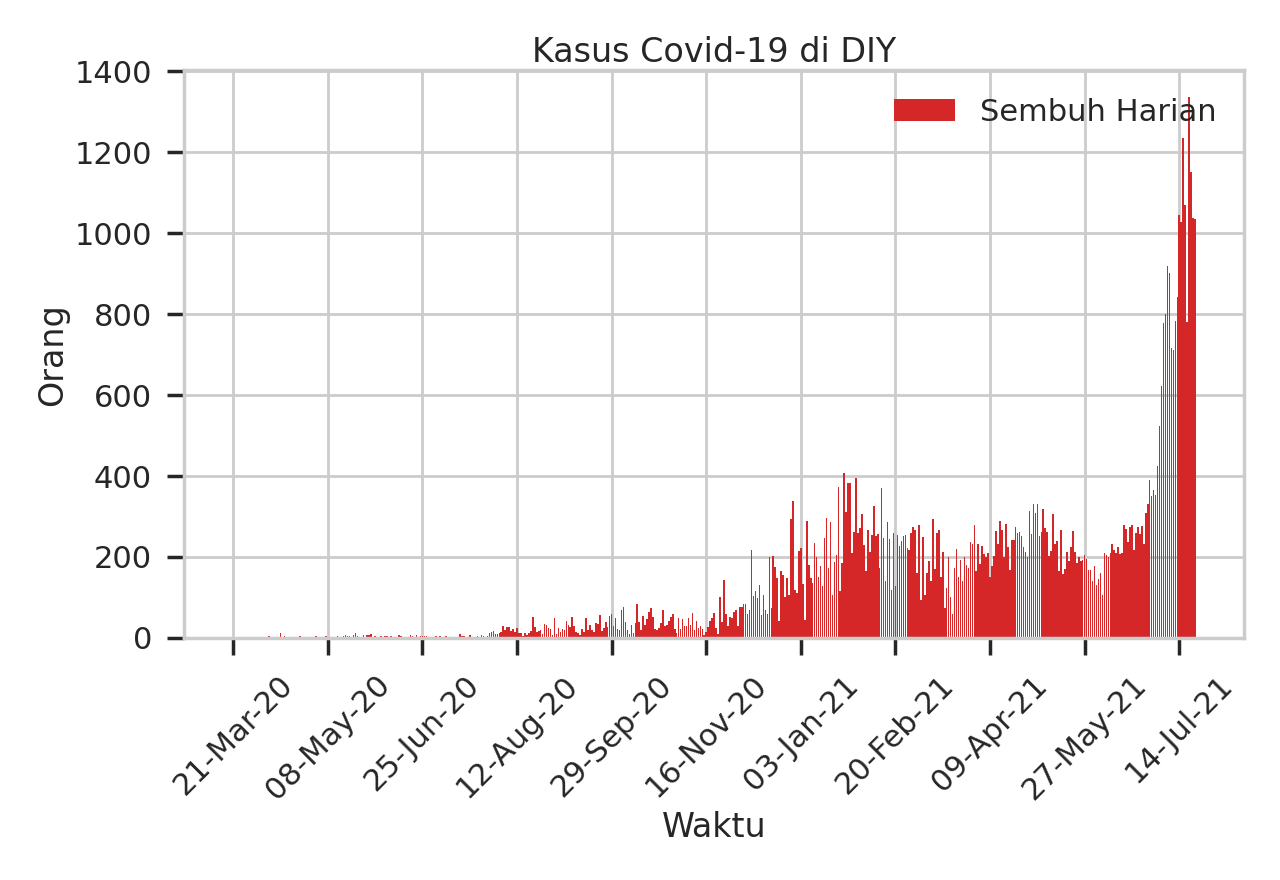 Kasus Covid-19 di DIY
Sembuh Harian
1400
1200
1000
800
600
400
200
0
Orang
21-Mar-20
08-May-20
25-Jun-20
12-Aug-20
29-Sep-20
16-Nov-20
03-Jan-21
20-Feb-21
09-Apr-21
27-May-21
14-Jul-21
Waktu